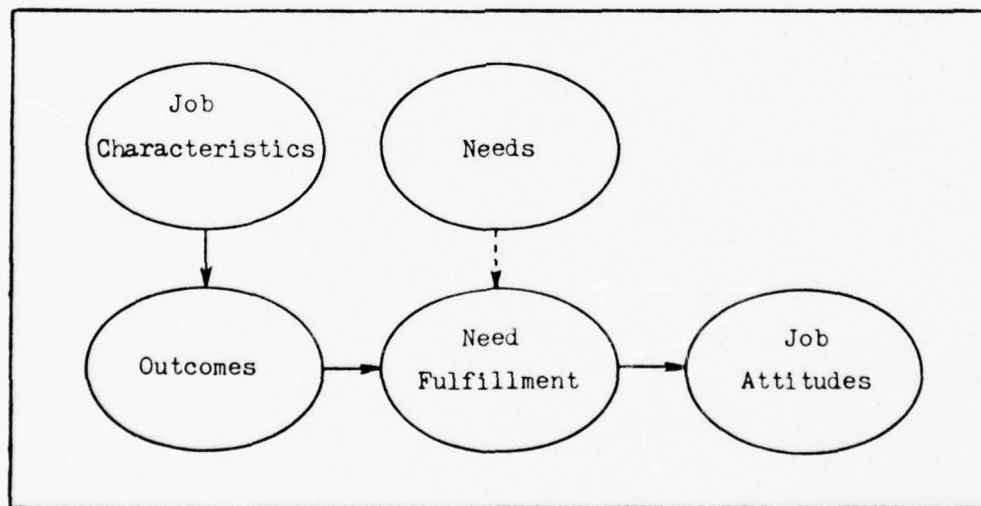 Job
Characteristics
Needs
Outcomes
Need
Fulfillment
Job
Attitudes